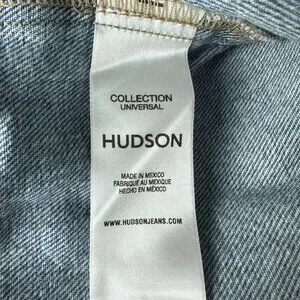 COLLECTION
UNIVERSAL
HUDSON
MADE IN MEXICO
FABRIQUÉ AU MEXIQUE
HECHO EN MÉXICO
WWW.HUDSONJEANS.COM